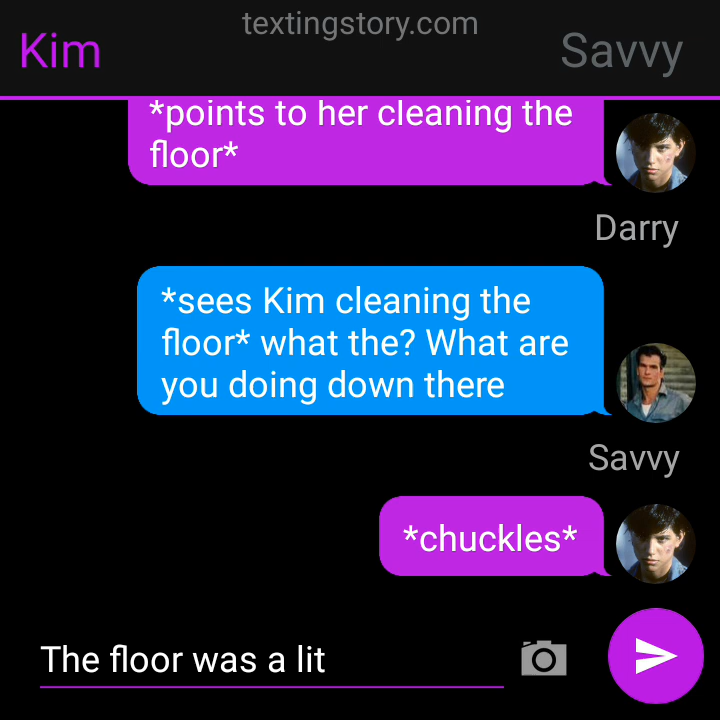 textingstory.com
Kim
Savvy
*points to her cleaning the
floor*
Darry
*sees Kim cleaning the
floor* what the? What are
you doing down there
Savvy
*chuckles*
The floor was a lit